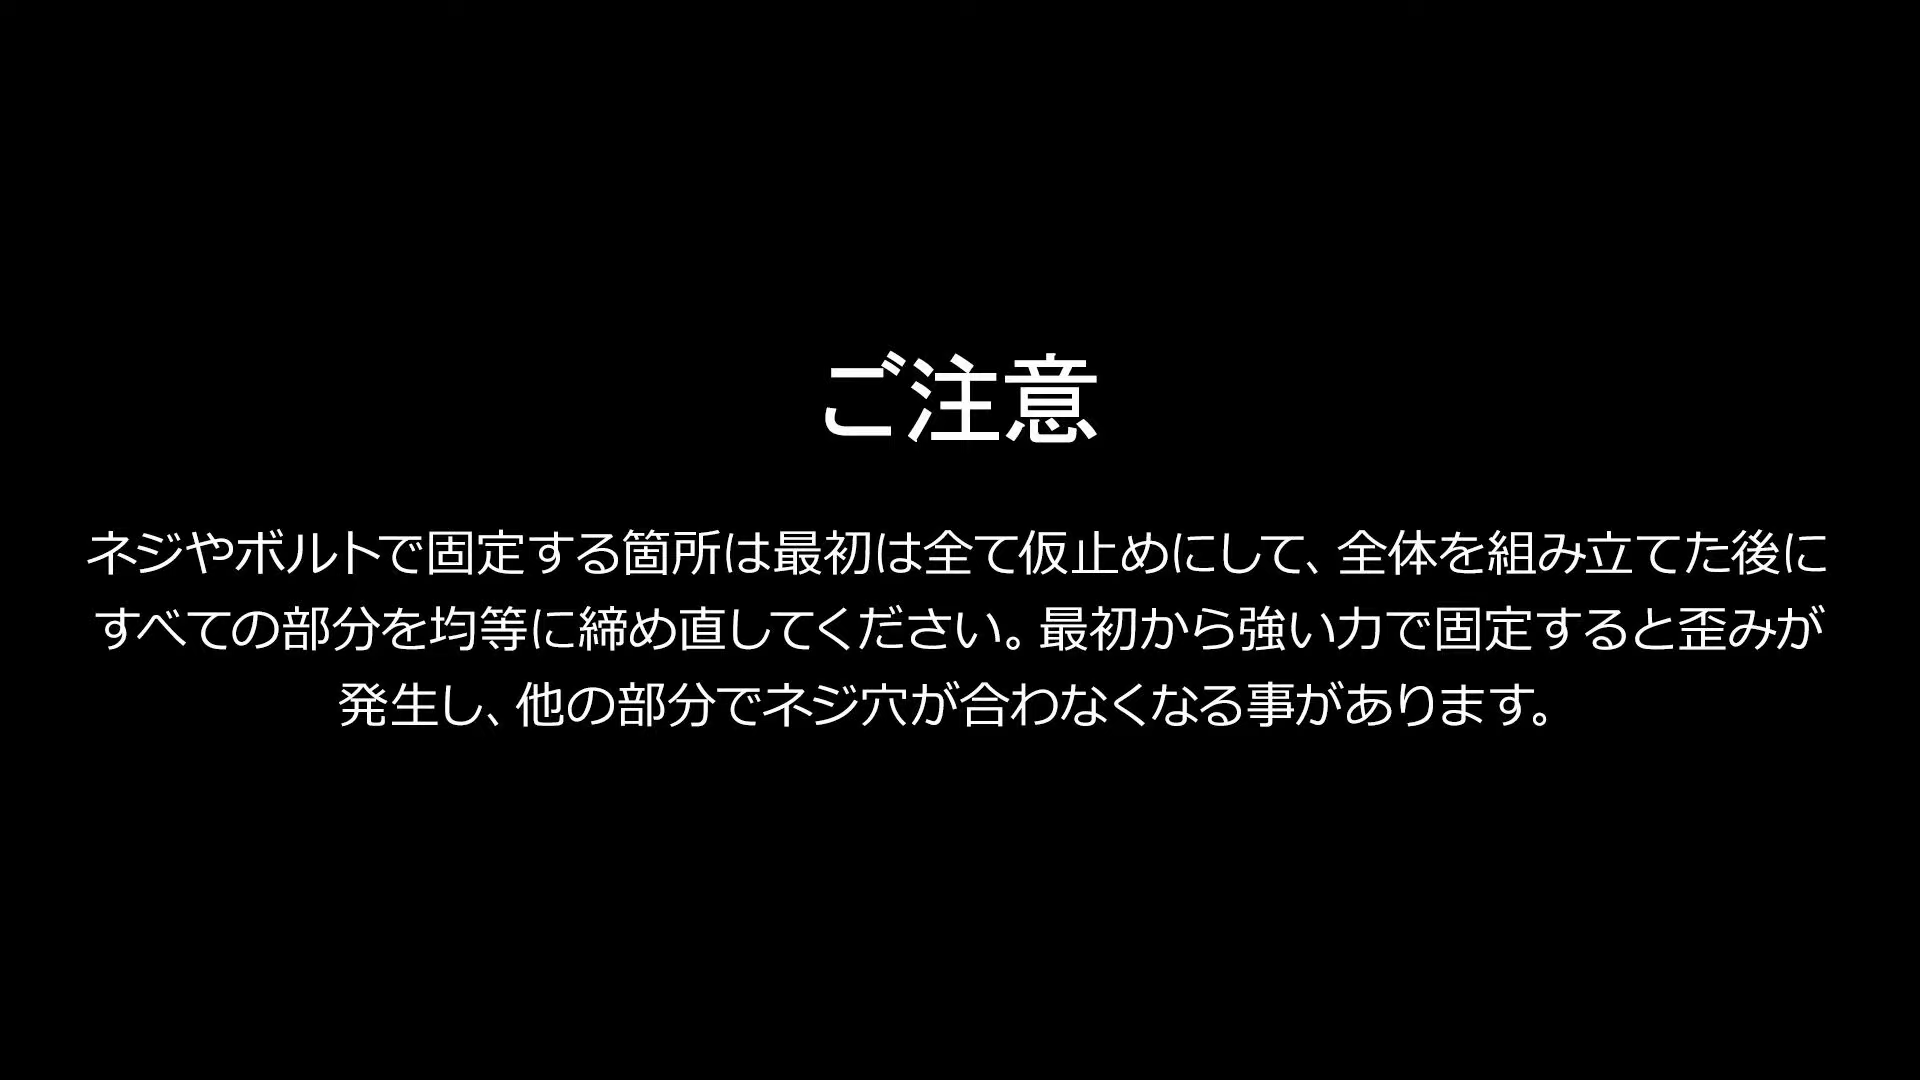 ご注意
ネジやボルトで固定する箇所は最初は全て仮止めにして、全体を組み立てた後に
すべての部分を均等に締め直してください。最初から強い力で固定すると歪みが
発生し、他の部分でネジ穴が合わなくなる事があります。